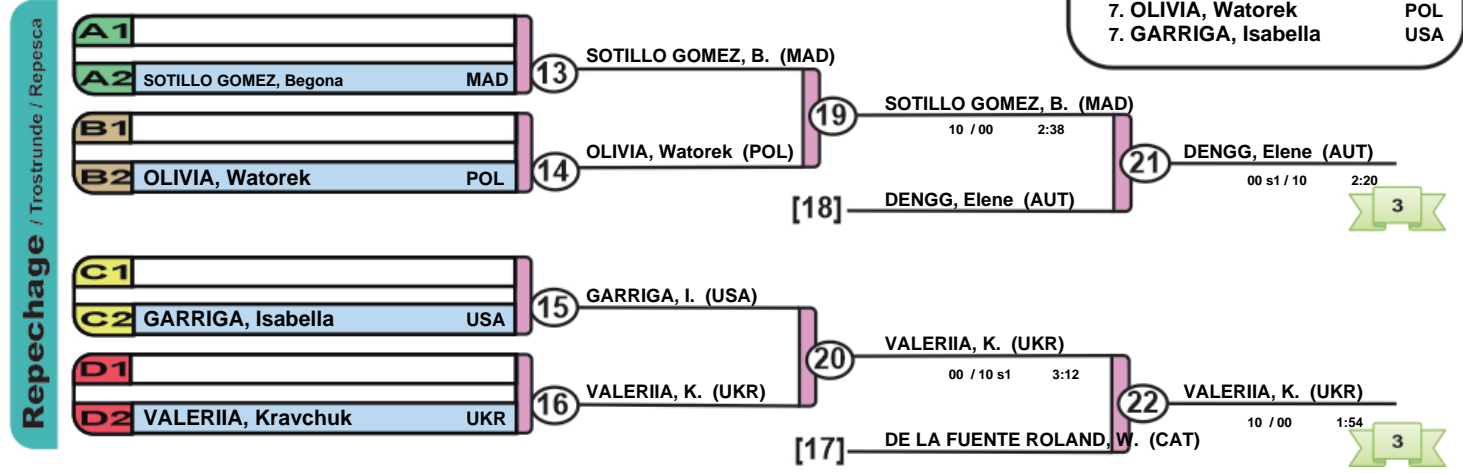 7. OLIVIA, Watorek POL
7. GARRIGA, Isabella USA
Repechage / Trostrunde / Repesca
A1
A2 SOTILLO GOMEZ, Begona MAD
13
SOTILLO GOMEZ, B. (MAD)
B1
B2 OLIVIA, Watorek POL
14
OLIVIA, Watorek (POL)
19
SOTILLO GOMEZ, B. (MAD)
10 / 00 2:38
[18] DENGG, Elene (AUT)
21
DENGG, Elene (AUT)
00 s1 / 10 2:20
3
C1
C2 GARRIGA, Isabella USA
15
GARRIGA, I. (USA)
D1
D2 VALERIIA, Kravchuk UKR
16
VALERIIA, K. (UKR)
20
VALERIIA, K. (UKR)
00 / 10 s1 3:12
[17] DE LA FUENTE ROLAND, W. (CAT)
22
VALERIIA, K. (UKR)
10 / 00 1:54
3